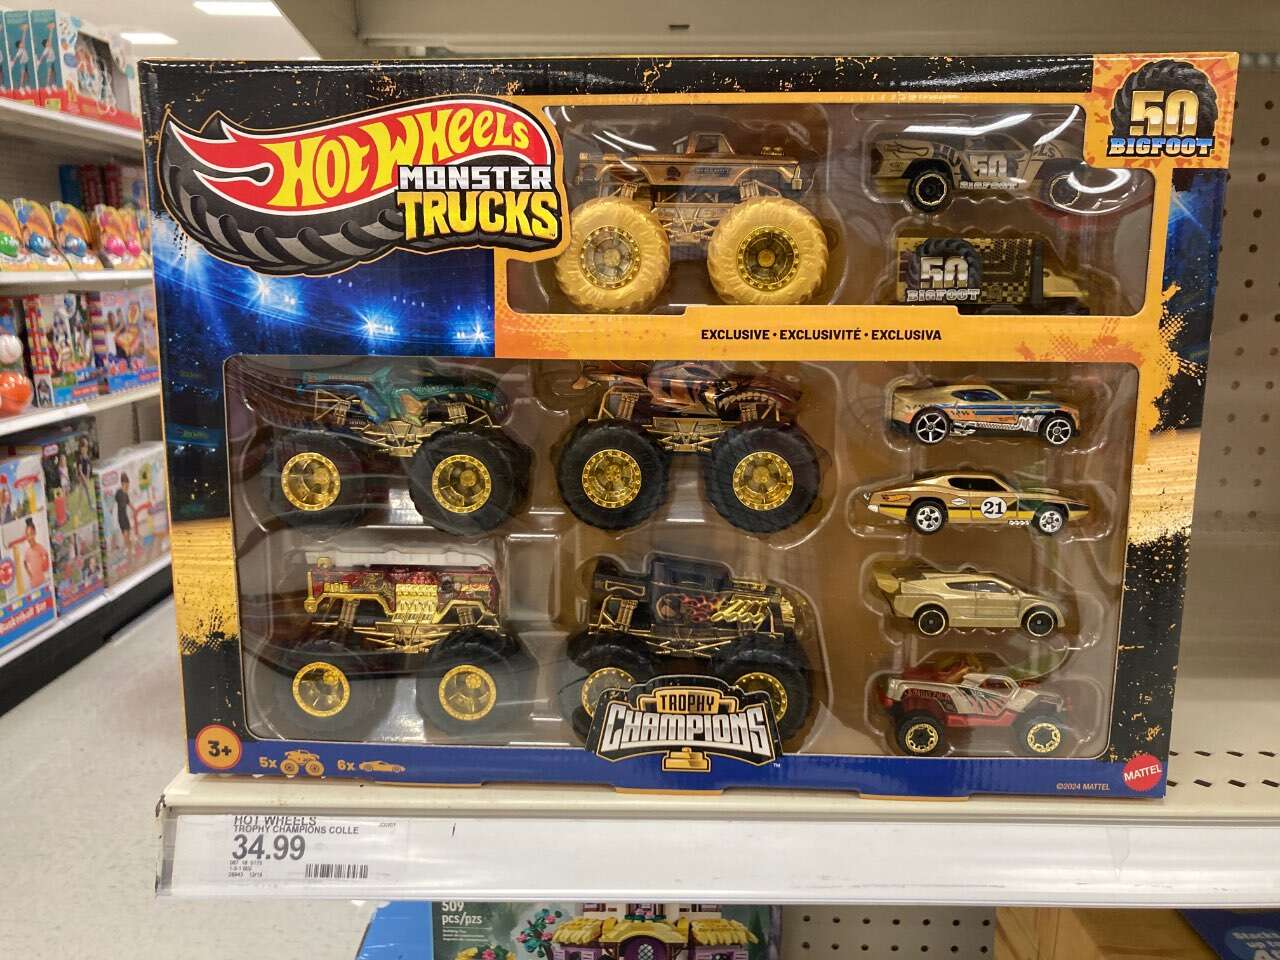 HOT WHEELS
MONSTER
TRUCKS
50
BIGFOOT
50
BIGFOOT
50
BIGFOOT
EXCLUSIVE • EXCLUSIVITÉ • EXCLUSIVA
21
TROPHY
CHAMPIONS
™
3+
5x
6x
MATTEL
©2024 MATTEL
HOT WHEELS
TROPHY CHAMPIONS COLLE
34.99
509
pcs/pzs